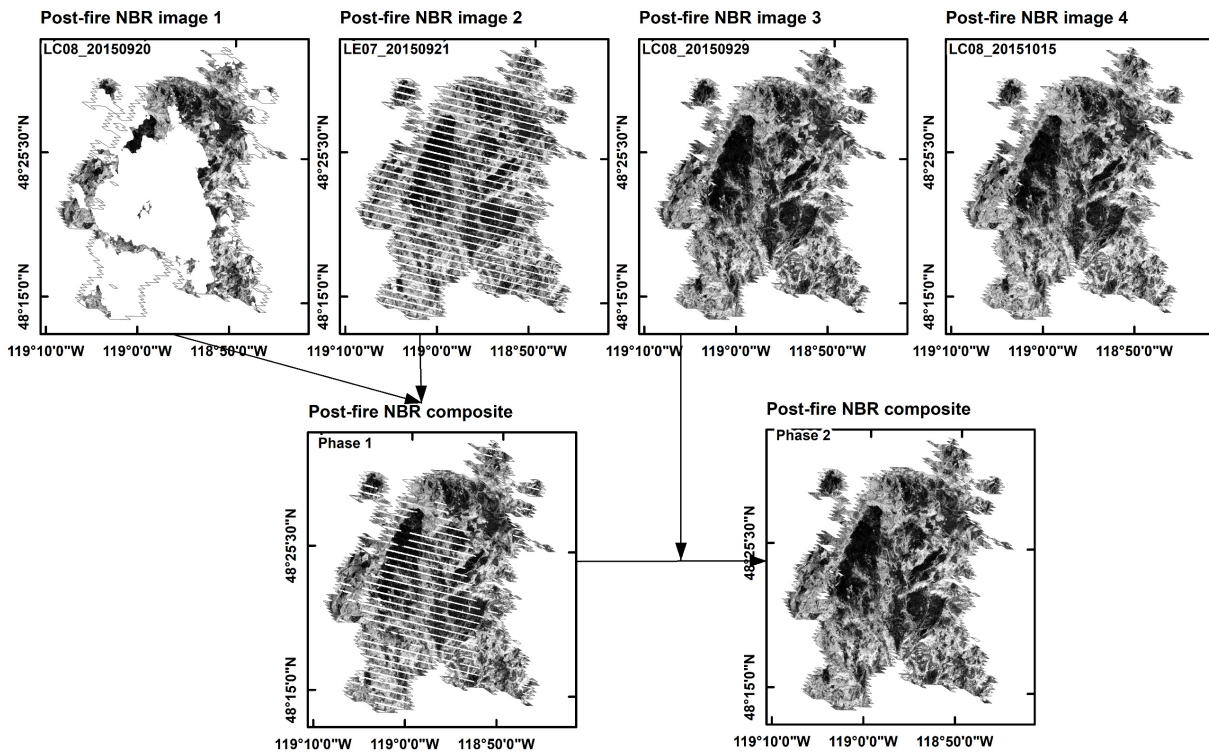 Post-fire NBR image 1
Post-fire NBR image 2
Post-fire NBR image 3
Post-fire NBR image 4
LC08_20150920
LE07_20150921
LC08_20150929
LC08_20151015
48°25'30"N
48°25'30"N
48°25'30"N
48°25'30"N
48°15'0"N
48°15'0"N
48°15'0"N
48°15'0"N
119°10'0"W 119°0'0"W 118°50'0"W
119°10'0"W 119°0'0"W 118°50'0"W
119°10'0"W 119°0'0"W 118°50'0"W
119°10'0"W 119°0'0"W 118°50'0"W
Post-fire NBR composite
Post-fire NBR composite
Phase 1
Phase 2
48°25'30"N
48°25'30"N
48°15'0"N
48°15'0"N
119°10'0"W 119°0'0"W 118°50'0"W
119°10'0"W 119°0'0"W 118°50'0"W